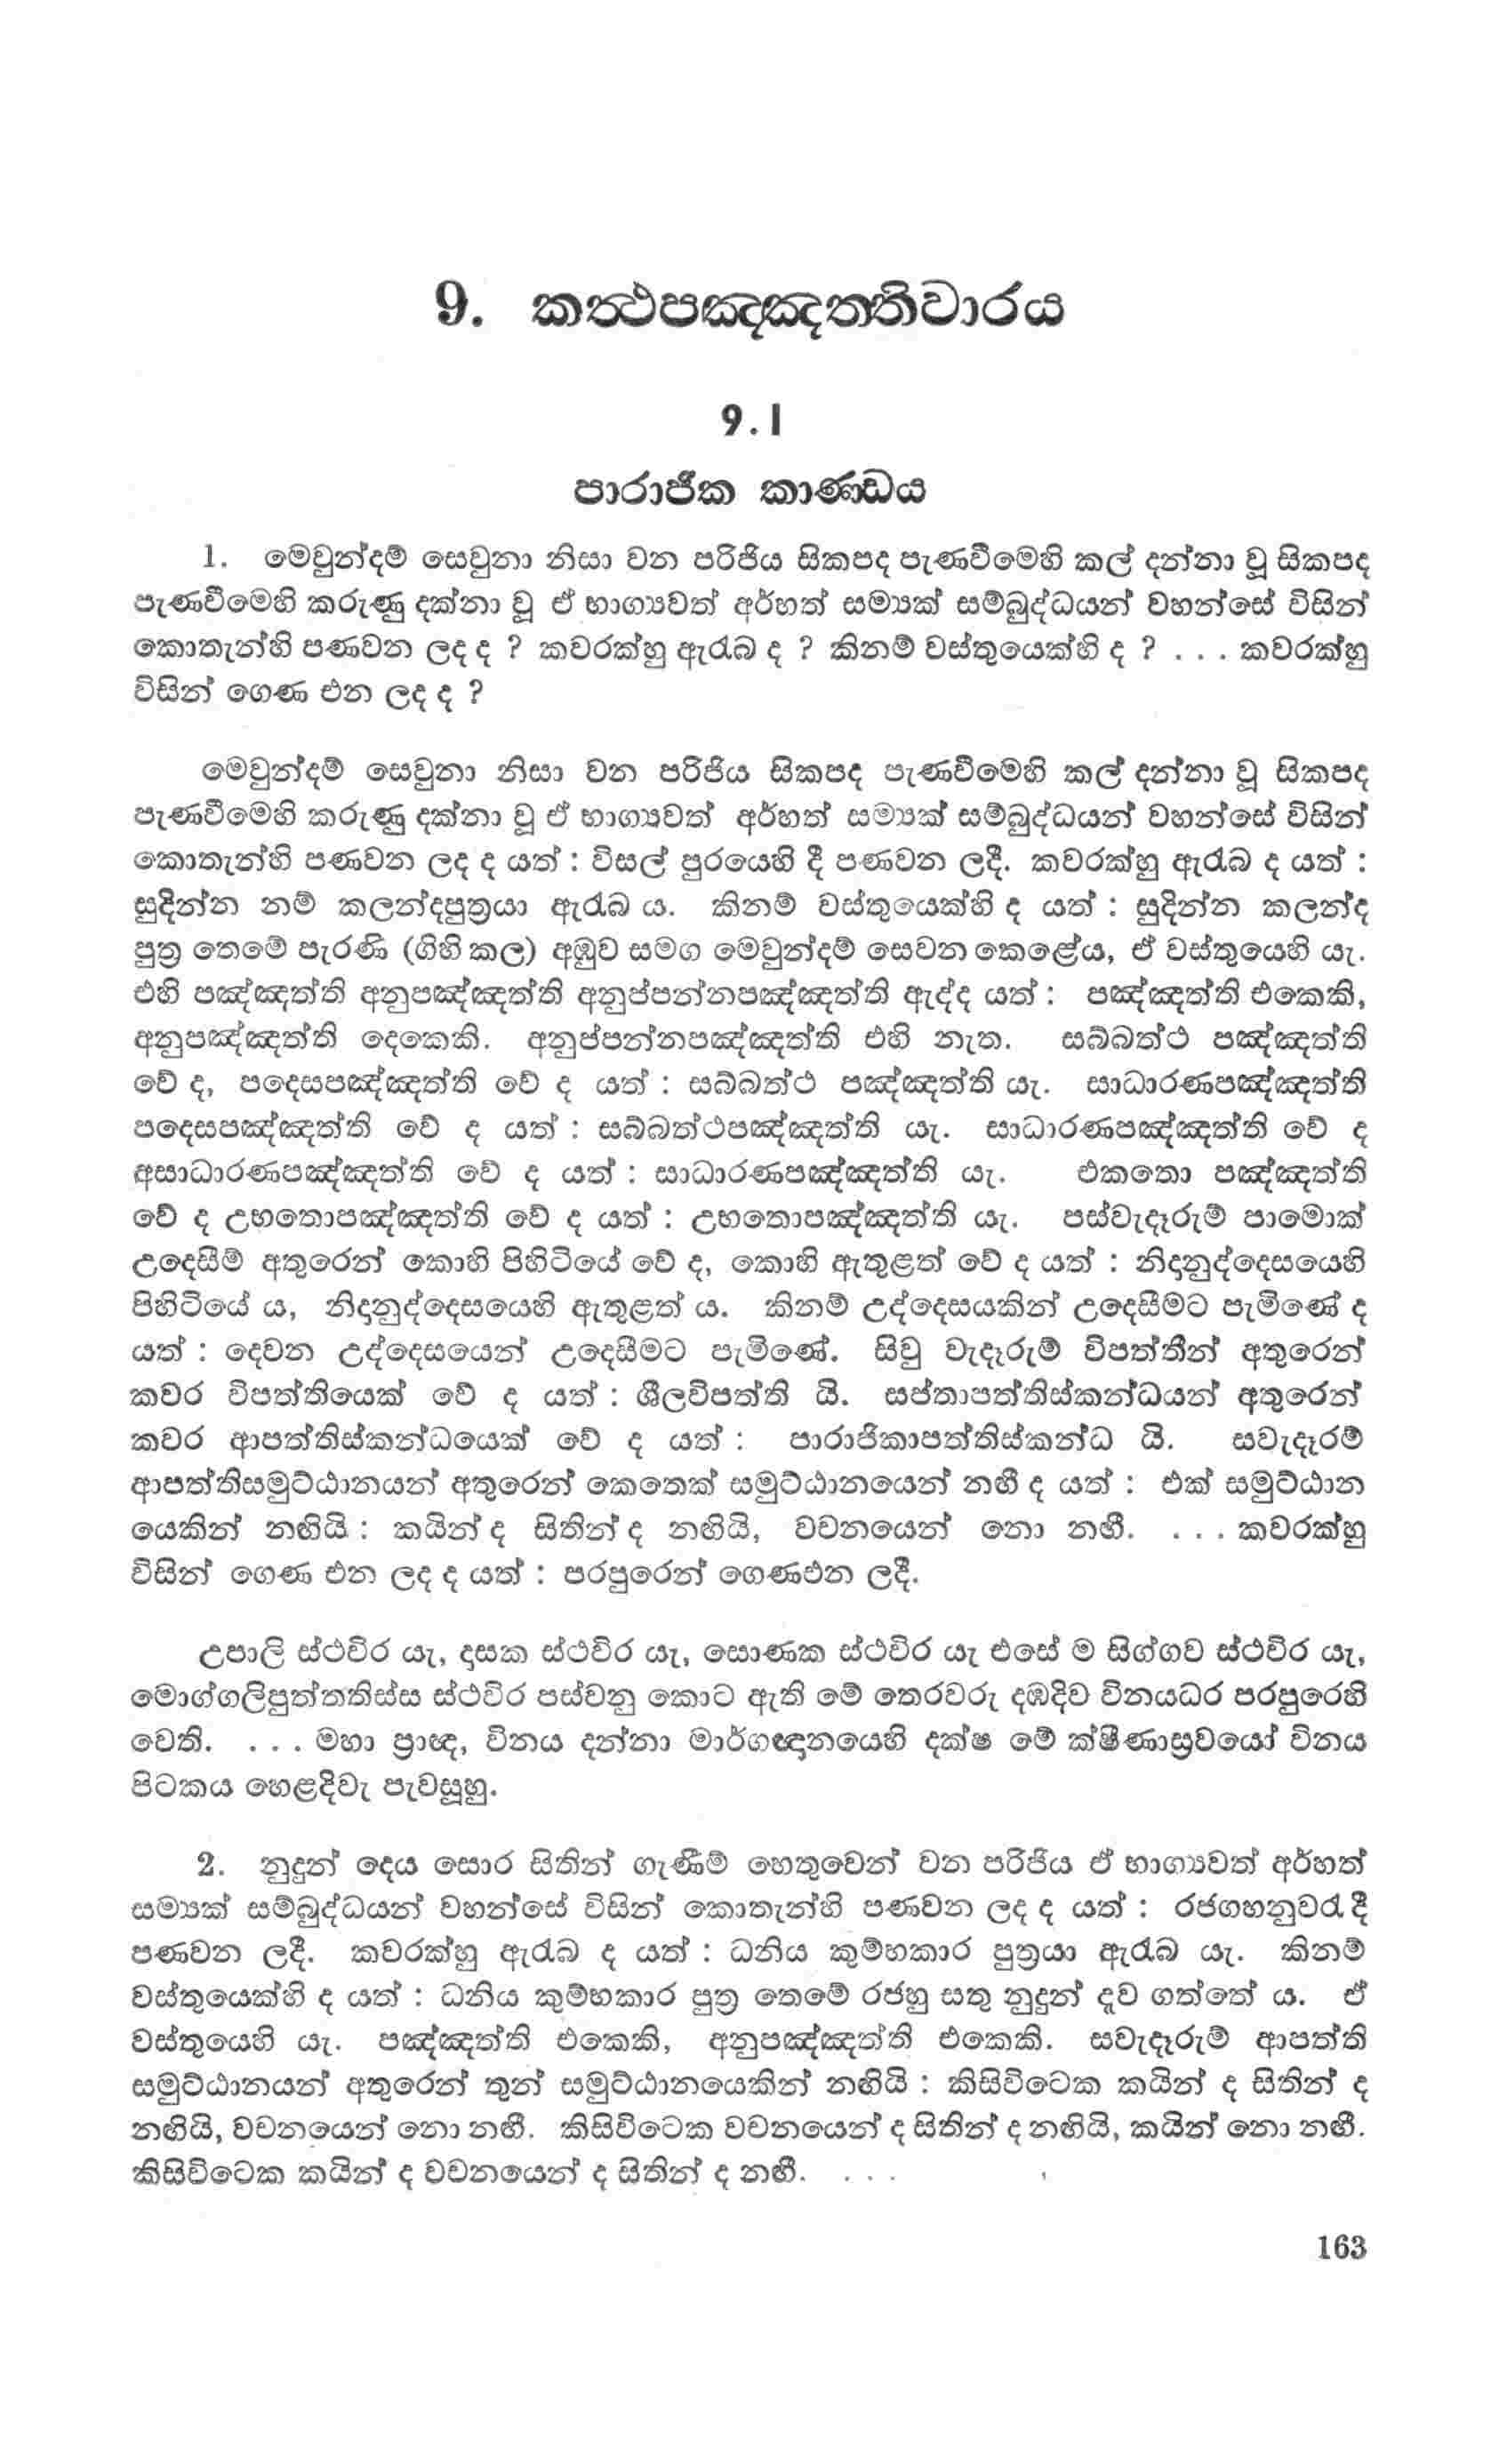 9. කත්‍ථපඤ්ඤත්තිවාරය
9.1
පාරාජික කාණ්ඩය
1. මෙවුන්දම් සෙවුනා නිසා වන පරිජිය සිකපද පැණවීමෙහි කල් දන්නා වූ සිකපද
පැණවීමෙහි කරුණු දක්නා වූ ඒ භාග්‍යවත් අර්හත් සම්‍යක් සම්බුද්ධයන් වහන්සේ විසින්
කොතැන්හි පණවන ලද ද ? කවරක්හු ඇරැබ ද ? කිනම් වස්තුයෙක්හි ද ? . . . කවරක්හු
විසින් ගෙණ එන ලද ද ?
මෙවුන්දම් සෙවුනා නිසා වන පරිජිය සිකපද පැණවීමෙහි කල් දන්නා වූ සිකපද
පැණවීමෙහි කරුණු දක්නා වූ ඒ භාග්‍යවත් අර්හත් සම්‍යක් සම්බුද්ධයන් වහන්සේ විසින්
කොතැන්හි පණවන ලද ද යත් : විසල් පුරයෙහි දී පණවන ලදී. කවරක්හු ඇරැබ ද යත් :
සුදින්න නම් කලන්දපුත්‍රයා ඇරැබ ය. කිනම් වස්තුයෙක්හි ද යත් : සුදින්න කලන්ද
පුත්‍ර තෙමේ පැරණි (ගිහි කල) අඹුව සමග මෙවුන්දම් සෙවන කෙළේය, ඒ වස්තුයෙහි යැ.
එහි පඤ්ඤත්ති අනුපඤ්ඤත්ති අනුප්පන්නපඤ්ඤත්ති ඇද්ද යත් : පඤ්ඤත්ති එකෙකි,
අනුපඤ්ඤත්ති දෙකෙකි. අනුප්පන්නපඤ්ඤත්ති එහි නැත. සබ්බත්ථ පඤ්ඤත්ති
වේ ද, පදෙසපඤ්ඤත්ති වේ ද යත් : සබ්බත්ථ පඤ්ඤත්ති යැ. සාධාරණපඤ්ඤත්ති
පදෙසපඤ්ඤත්ති වේ ද යත් : සබ්බත්ථපඤ්ඤත්ති යැ. සාධාරණපඤ්ඤත්ති වේ ද
අසාධාරණපඤ්ඤත්ති වේ ද යත් : සාධාරණපඤ්ඤත්ති යැ. එකතො පඤ්ඤත්ති
වේ ද උභතොපඤ්ඤත්ති වේ ද යත් : උභතොපඤ්ඤත්ති යැ. පස්වැදෑරුම් පාමොක්
උදෙසීම් අතුරෙන් කොහි පිහිටියේ වේ ද, කොහි ඇතුළත් වේ ද යත් : නිදානුද්දෙසයෙහි
පිහිටියේ ය, නිදානුද්දෙසයෙහි ඇතුළත් ය. කිනම් උද්දෙසයකින් උදෙසීමට පැමිණේ ද
යත් : දෙවන උද්දෙසයෙන් උදෙසීමට පැමිණේ. සිවු වැදෑරුම් විපත්තීන් අතුරෙන්
කවර විපත්තියෙක් වේ ද යත් : ශීලවිපත්ති යි. සප්තාපත්තිස්කන්ධයන් අතුරෙන්
කවර ආපත්තිස්කන්ධයෙක් වේ ද යත් : පාරාජිකාපත්තිස්කන්ධ යි. සවැදෑරම්
ආපත්තිසමුට්ඨානයන් අතුරෙන් කෙතෙක් සමුට්ඨානයෙන් නඟී ද යත් : එක් සමුට්ඨාන
යෙකින් නඟියි : කයින් ද සිතින් ද නඟියි, වචනයෙන් නො නඟී. . . . කවරක්හු
විසින් ගෙණ එන ලද ද යත් : පරපුරෙන් ගෙණඑන ලදී.
උපාලි ස්ථවිර යැ, දාසක ස්ථවිර යැ, සොණක ස්ථවිර යැ එසේ ම සිග්ගව ස්ථවිර යැ,
මොග්ගලිපුත්තතිස්ස ස්ථවිර පස්වනු කොට ඇති මේ තෙරවරු දඹදිව විනයධර පරපුරෙහි
වෙති. . . . මහා ප්‍රාඥ, විනය දන්නා මාර්ගඥානයෙහි දක්ෂ මේ ක්ෂීණාස්‍රවයෝ විනය
පිටකය හෙළදිවැ පැවසූහු.
2. නුදුන් දෙය සොර සිතින් ගැණීම් හෙතුවෙන් වන පරිජිය ඒ භාග්‍යවත් අර්හත්
සම්‍යක් සම්බුද්ධයන් වහන්සේ විසින් කොතැන්හි පණවන ලද ද යත් : රජගහනුවරැ දී
පණවන ලදී. කවරක්හු ඇරැබ ද යත් : ධනිය කුම්භකාර පුත්‍රයා ඇරැබ යැ. කිනම්
වස්තුයෙක්හි ද යත් : ධනිය කුම්භකාර පුත්‍ර තෙමේ රජහු සතු නුදුන් දැව ගත්තේ ය. ඒ
වස්තුයෙහි යැ. පඤ්ඤත්ති එකෙකි, අනුපඤ්ඤත්ති එකෙකි. සවැදෑරුම් ආපත්ති
සමුට්ඨානයන් අතුරෙන් තුන් සමුට්ඨානයෙකින් නඟියි : කිසිවිටෙක කයින් ද සිතින් ද
නඟියි, වචනයෙන් නො නඟී. කිසිවිටෙක වචනයෙන් ද සිතින් ද නඟියි, කයින් නො නඟී.
කිසිවිටෙක කයින් ද වචනයෙන් ද සිතින් ද නඟී. . . .
163